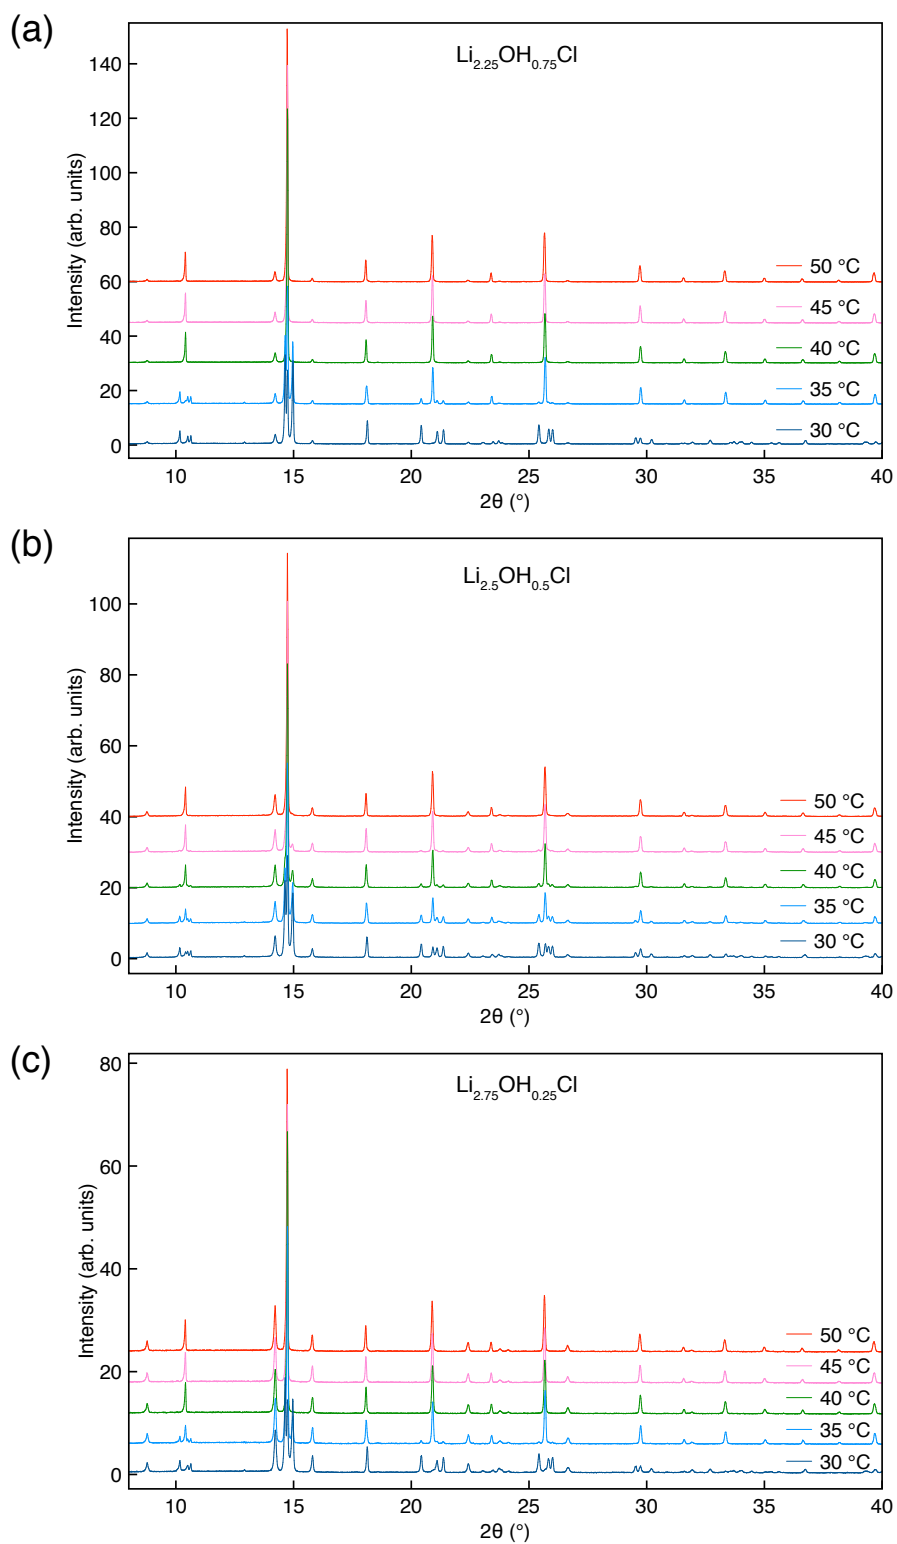 (a)
Li2.25OH0.75Cl
Intensity (arb. units)
140
120
100
80
60
40
20
0
50 °C
45 °C
40 °C
35 °C
30 °C
10 15 20 25 30 35 40
2θ (°)
(b)
Li2.5OH0.5Cl
Intensity (arb. units)
100
80
60
40
20
0
50 °C
45 °C
40 °C
35 °C
30 °C
10 15 20 25 30 35 40
2θ (°)
(c)
Li2.75OH0.25Cl
Intensity (arb. units)
80
60
40
20
0
50 °C
45 °C
40 °C
35 °C
30 °C
10 15 20 25 30 35 40
2θ (°)